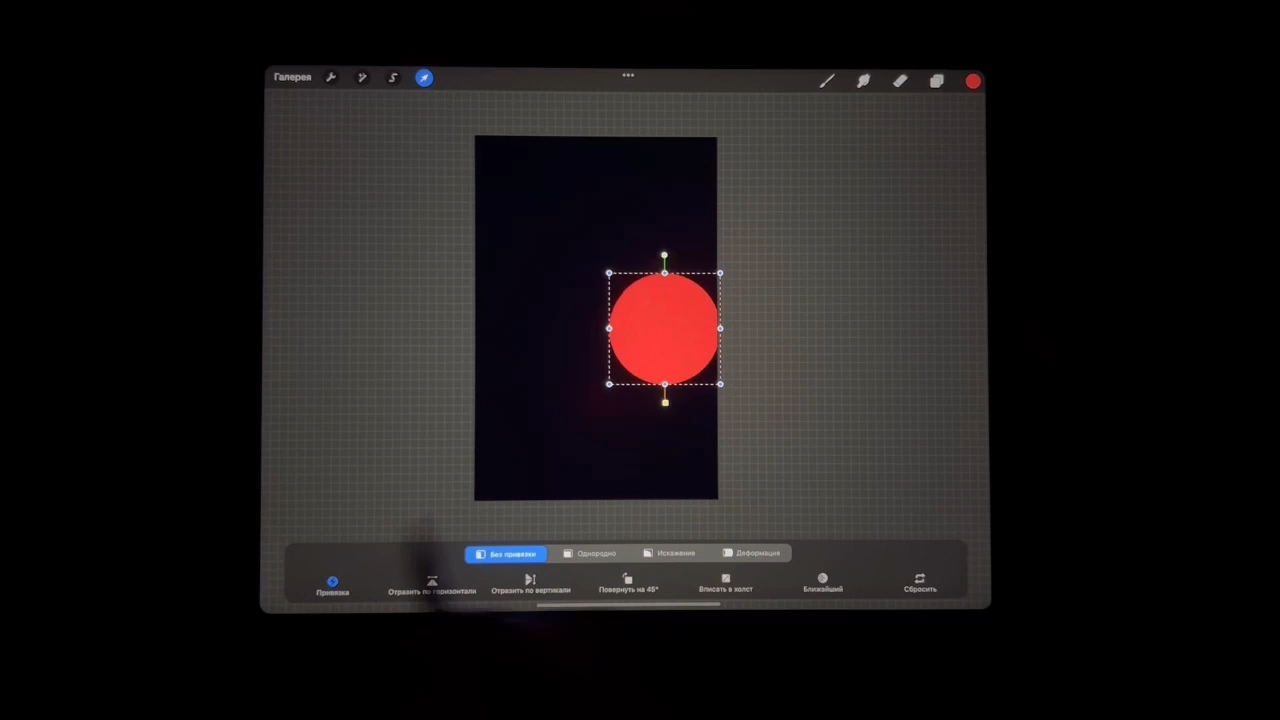 Галерея
Без привязки
Однородно
Искажение
Деформация
Привязка
Отразить по горизонтали
Отразить по вертикали
Повернуть на 45°
Вписать в холст
Ближайший
Сбросить